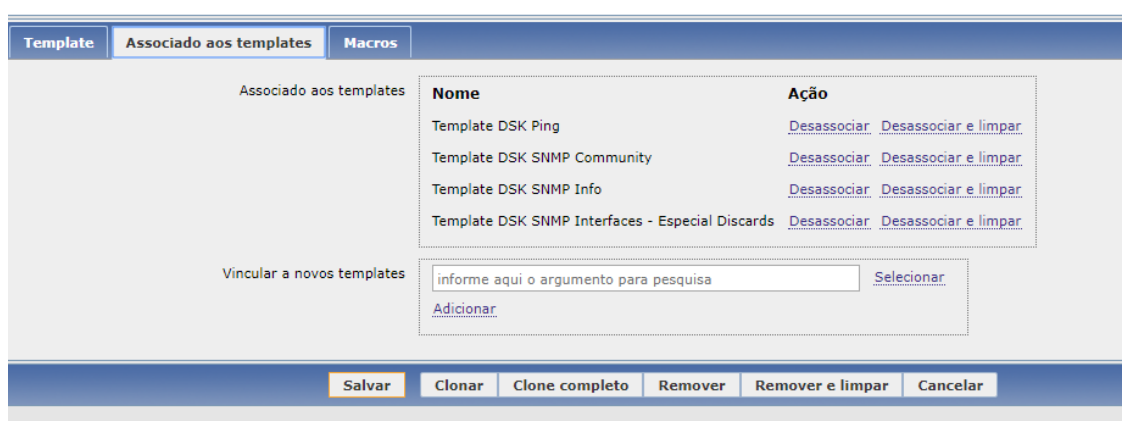 Template Associado aos templates Macros
Associado aos templates Nome Ação
Template DSK Ping Desassociar Desassociar e limpar
Template DSK SNMP Community Desassociar Desassociar e limpar
Template DSK SNMP Info Desassociar Desassociar e limpar
Template DSK SNMP Interfaces - Especial Discards Desassociar Desassociar e limpar
Vincular a novos templates informe aqui o argumento para pesquisa Selecionar
Adicionar
Salvar Clonar Clone completo Remover Remover e limpar Cancelar